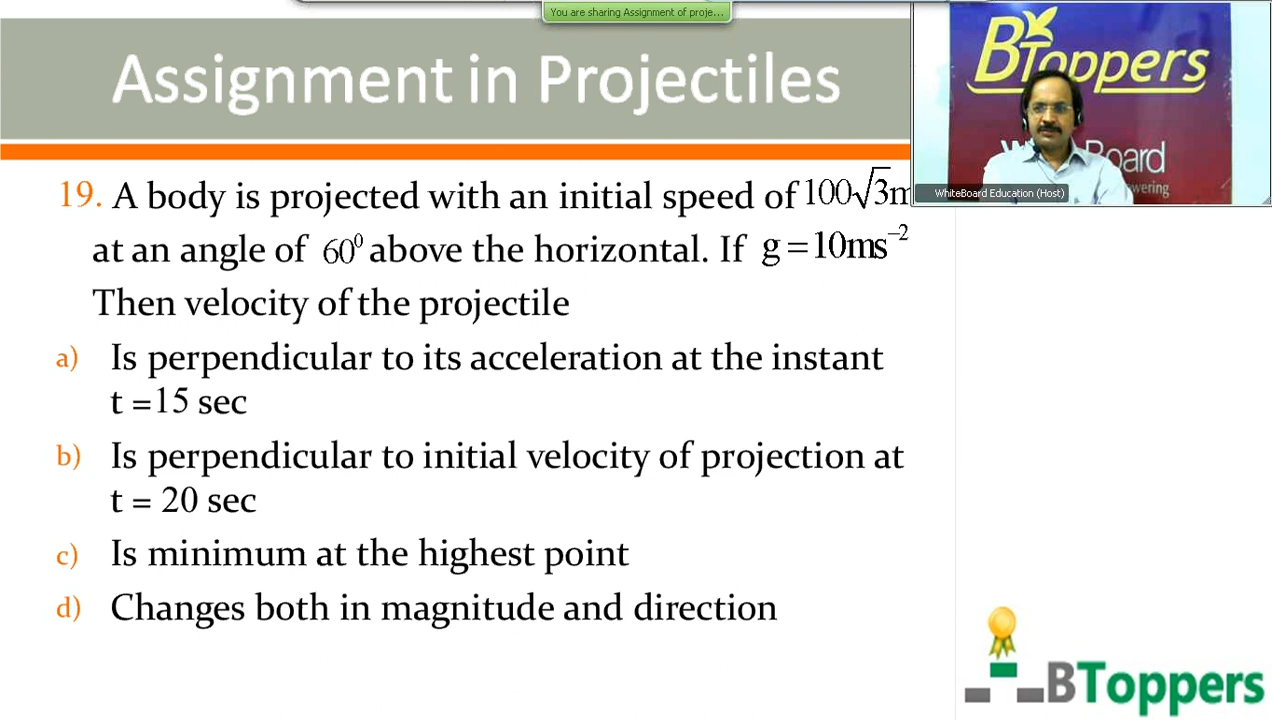 You are sharing Assignment of proje...
Assignment in Projectiles
BToppers
WhiteBoard Education (Host)
19. A body is projected with an initial speed of 100√3m
at an angle of 60⁰ above the horizontal. If g = 10ms⁻²
Then velocity of the projectile
a) Is perpendicular to its acceleration at the instant
t =15 sec
b) Is perpendicular to initial velocity of projection at
t = 20 sec
c) Is minimum at the highest point
d) Changes both in magnitude and direction
BToppers